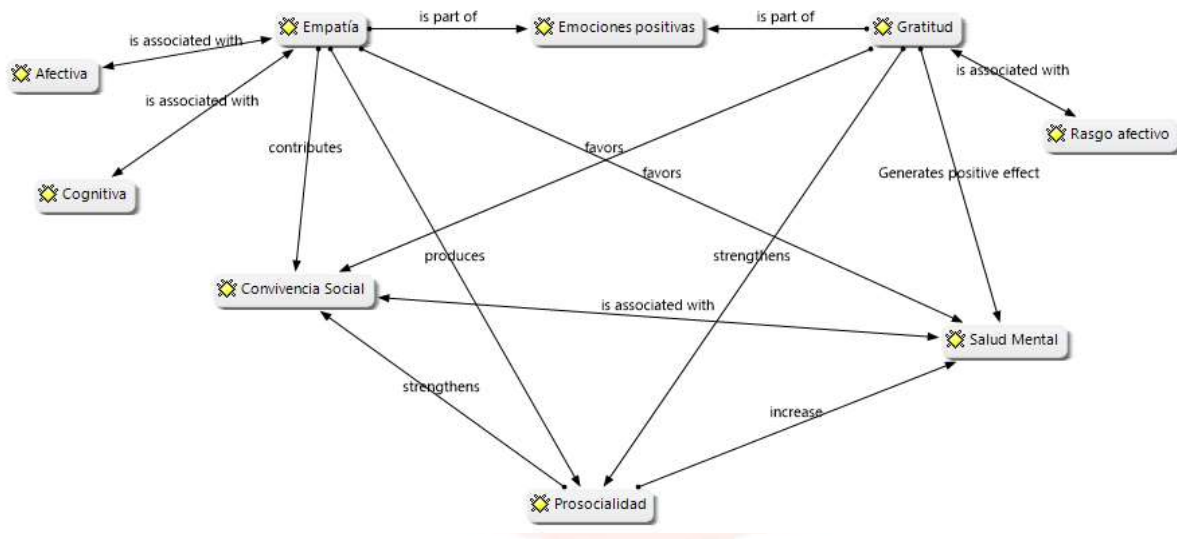 is part of
is part of
Empatía
Emociones positivas
Gratitud
is associated with
Afectiva
is associated with
is associated with
Rasgo afectivo
contribuyes
favors
favors
Generates positive effect
Cognitiva
produces
strengthens
Convivencia Social
is associated with
Salud Mental
strengthens
increase
Prosocialidad